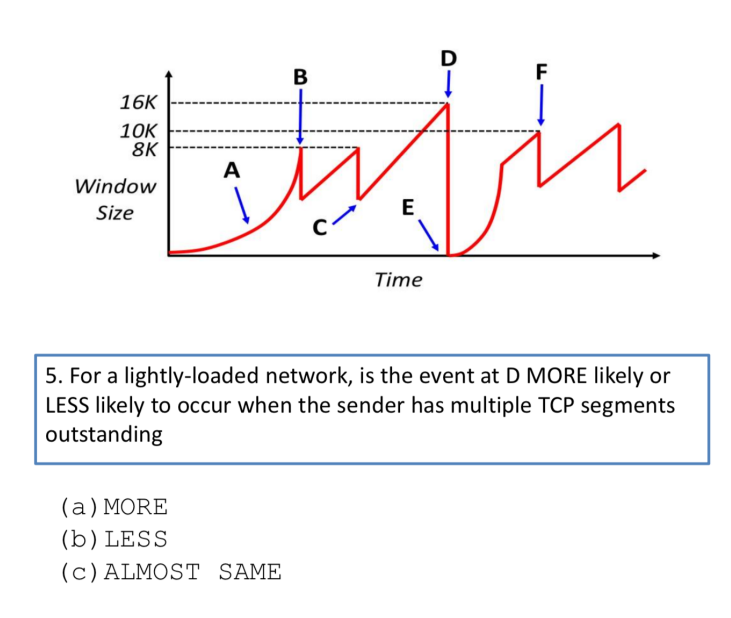 D
B
F
16K
10K
8K
A
Window
Size
E
C
Time
5. For a lightly-loaded network, is the event at D MORE likely or
LESS likely to occur when the sender has multiple TCP segments
outstanding
(a) MORE
(b) LESS
(c) ALMOST SAME